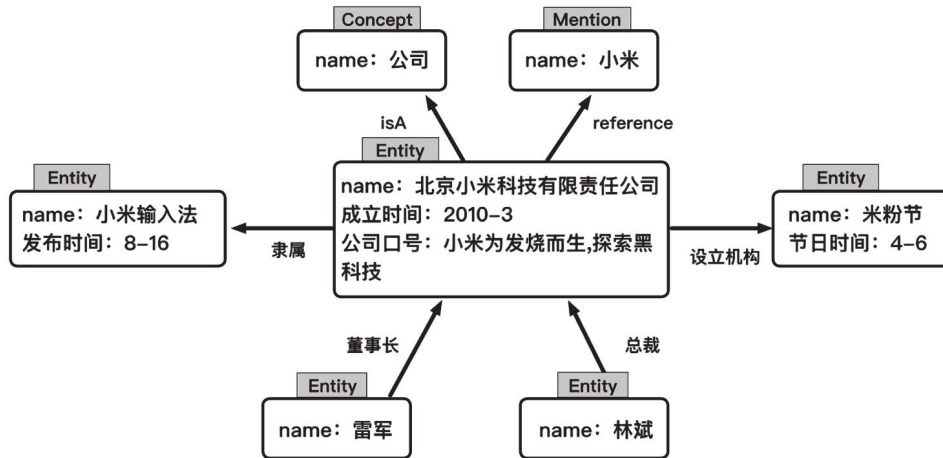 Concept
name：公司
Mention
name：小米
isA
reference
Entity
name：北京小米科技有限责任公司
成立时间：2010-3
公司口号：小米为发烧而生,探索黑
科技
Entity
name：小米输入法
发布时间：8-16
隶属
Entity
name：米粉节
节日时间：4-6
设立机构
董事长
总裁
Entity
name：雷军
Entity
name：林斌